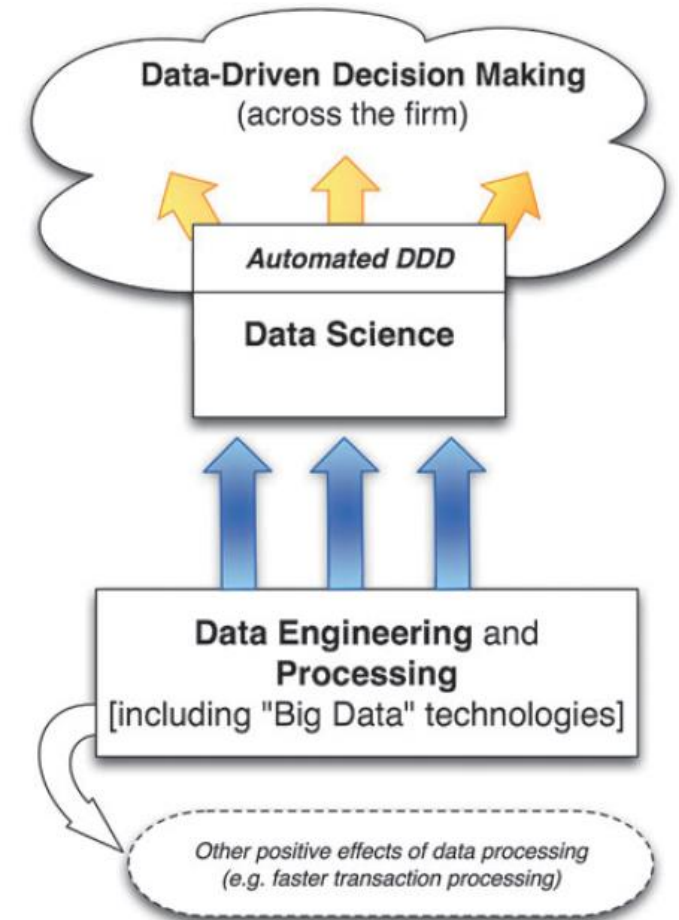 Data-Driven Decision Making
(across the firm)
Automated DDD
Data Science
Data Engineering and
Processing
[including "Big Data" technologies]
Other positive effects of data processing
(e.g. faster transaction processing)